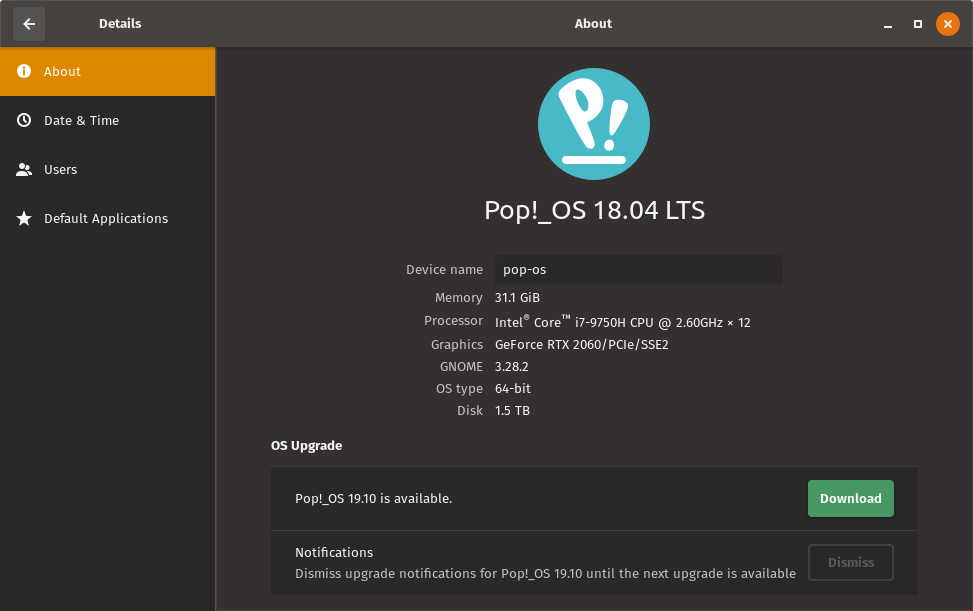 Details
About
About
Date & Time
Users
Default Applications
P!
Pop!_OS 18.04 LTS
Device name pop-os
Memory 31.1 GiB
Processor Intel® Core™ i7-9750H CPU @ 2.60GHz × 12
Graphics GeForce RTX 2060/PCIe/SSE2
GNOME 3.28.2
OS type 64-bit
Disk 1.5 TB
OS Upgrade
Pop!_OS 19.10 is available. Download
Notifications
Dismiss upgrade notifications for Pop!_OS 19.10 until the next upgrade is available Dismiss